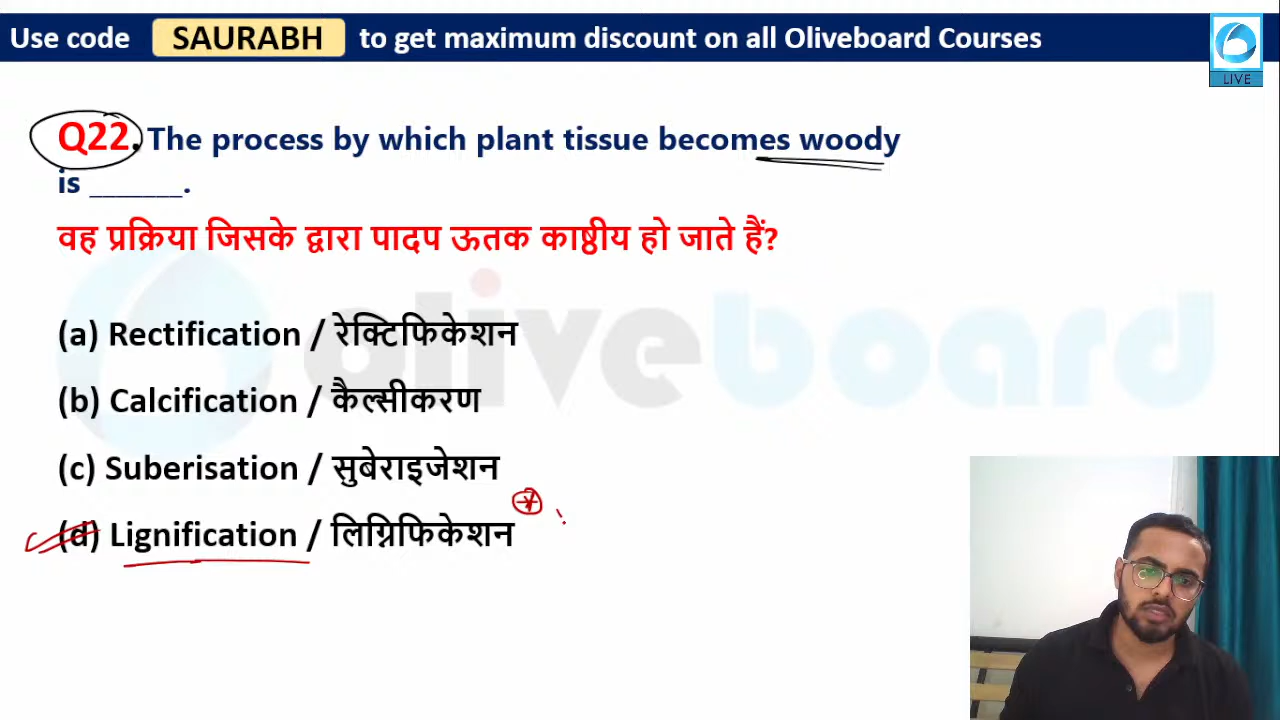 Use code SAURABH to get maximum discount on all Oliveboard Courses
LIVE
Q22. The process by which plant tissue becomes woody
is _______.
वह प्रक्रिया जिसके द्वारा पादप ऊतक काष्ठीय हो जाते हैं?
oliveboard
(a) Rectification / रेक्टिफिकेशन
(b) Calcification / कैल्सीकरण
(c) Suberisation / सुबेराइजेशन
(d) Lignification / लिग्निफिकेशन